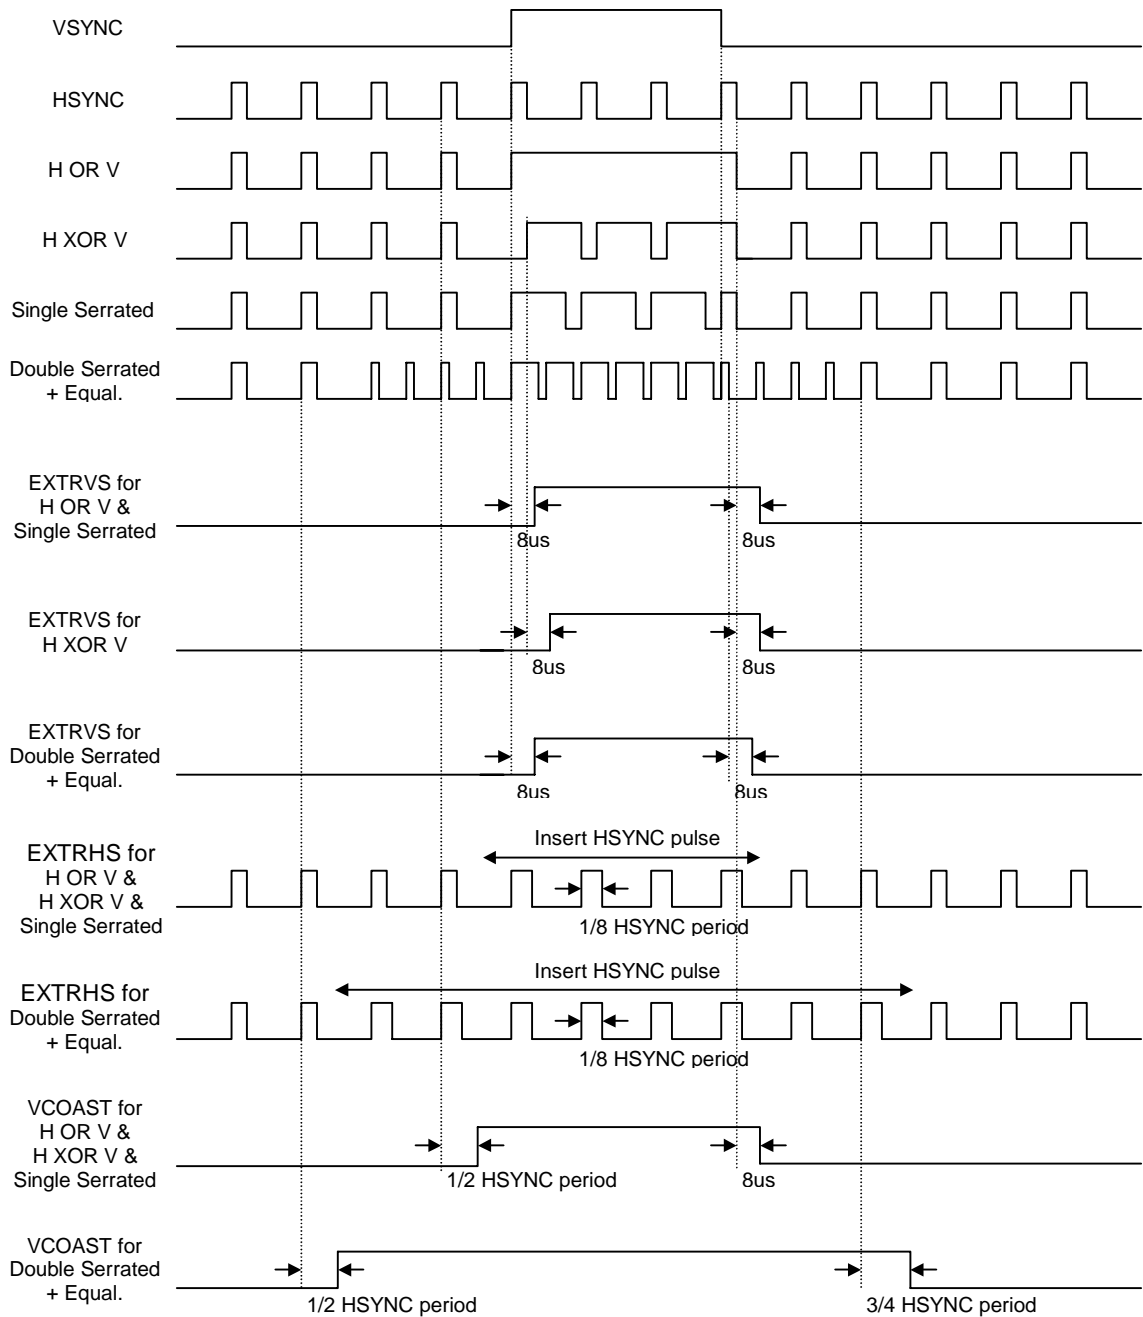 VSYNC
HSYNC
H OR V
H XOR V
Single Serrated
Double Serrated
+ Equal.
EXTRVS for
H OR V &
Single Serrated
8us
8us
EXTRVS for
H XOR V
8us
8us
EXTRVS for
Double Serrated
+ Equal.
8us
8us
Insert HSYNC pulse
EXTRHS for
H OR V &
H XOR V &
Single Serrated
1/8 HSYNC period
Insert HSYNC pulse
EXTRHS for
Double Serrated
+ Equal.
1/8 HSYNC period
VCOAST for
H OR V &
H XOR V &
Single Serrated
1/2 HSYNC period
8us
VCOAST for
Double Serrated
+ Equal.
1/2 HSYNC period
3/4 HSYNC period